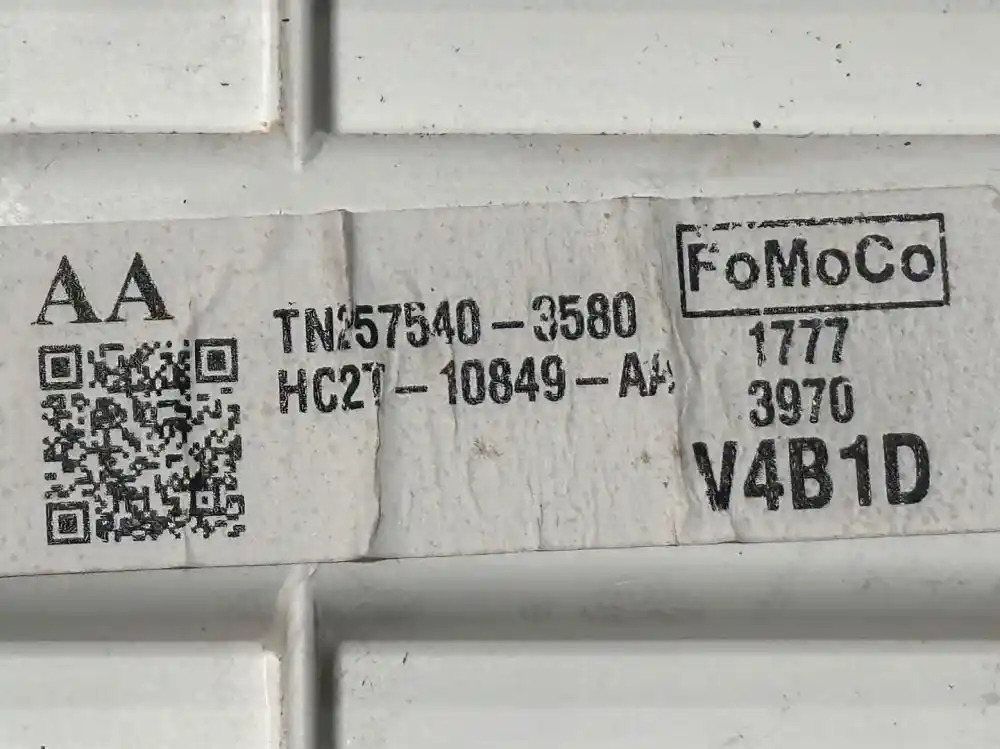 AA
TN257540-3580
HC2T-10849-AA
FoMoCo
1777
3970
V4B1D